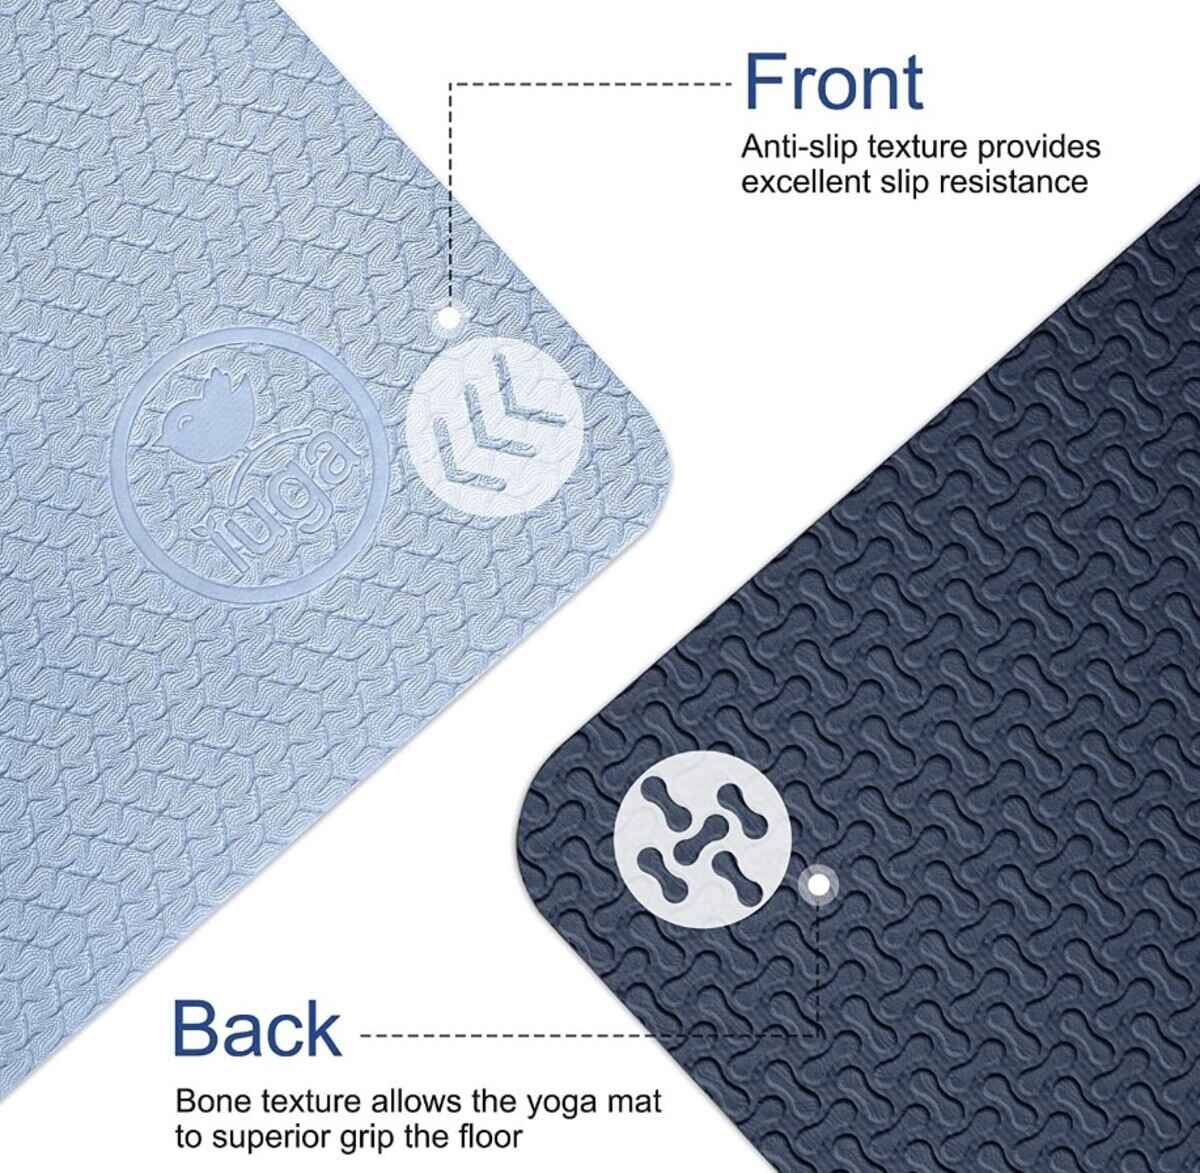 Front
Anti-slip texture provides
excellent slip resistance
iuga
Back
Bone texture allows the yoga mat
to superior grip the floor